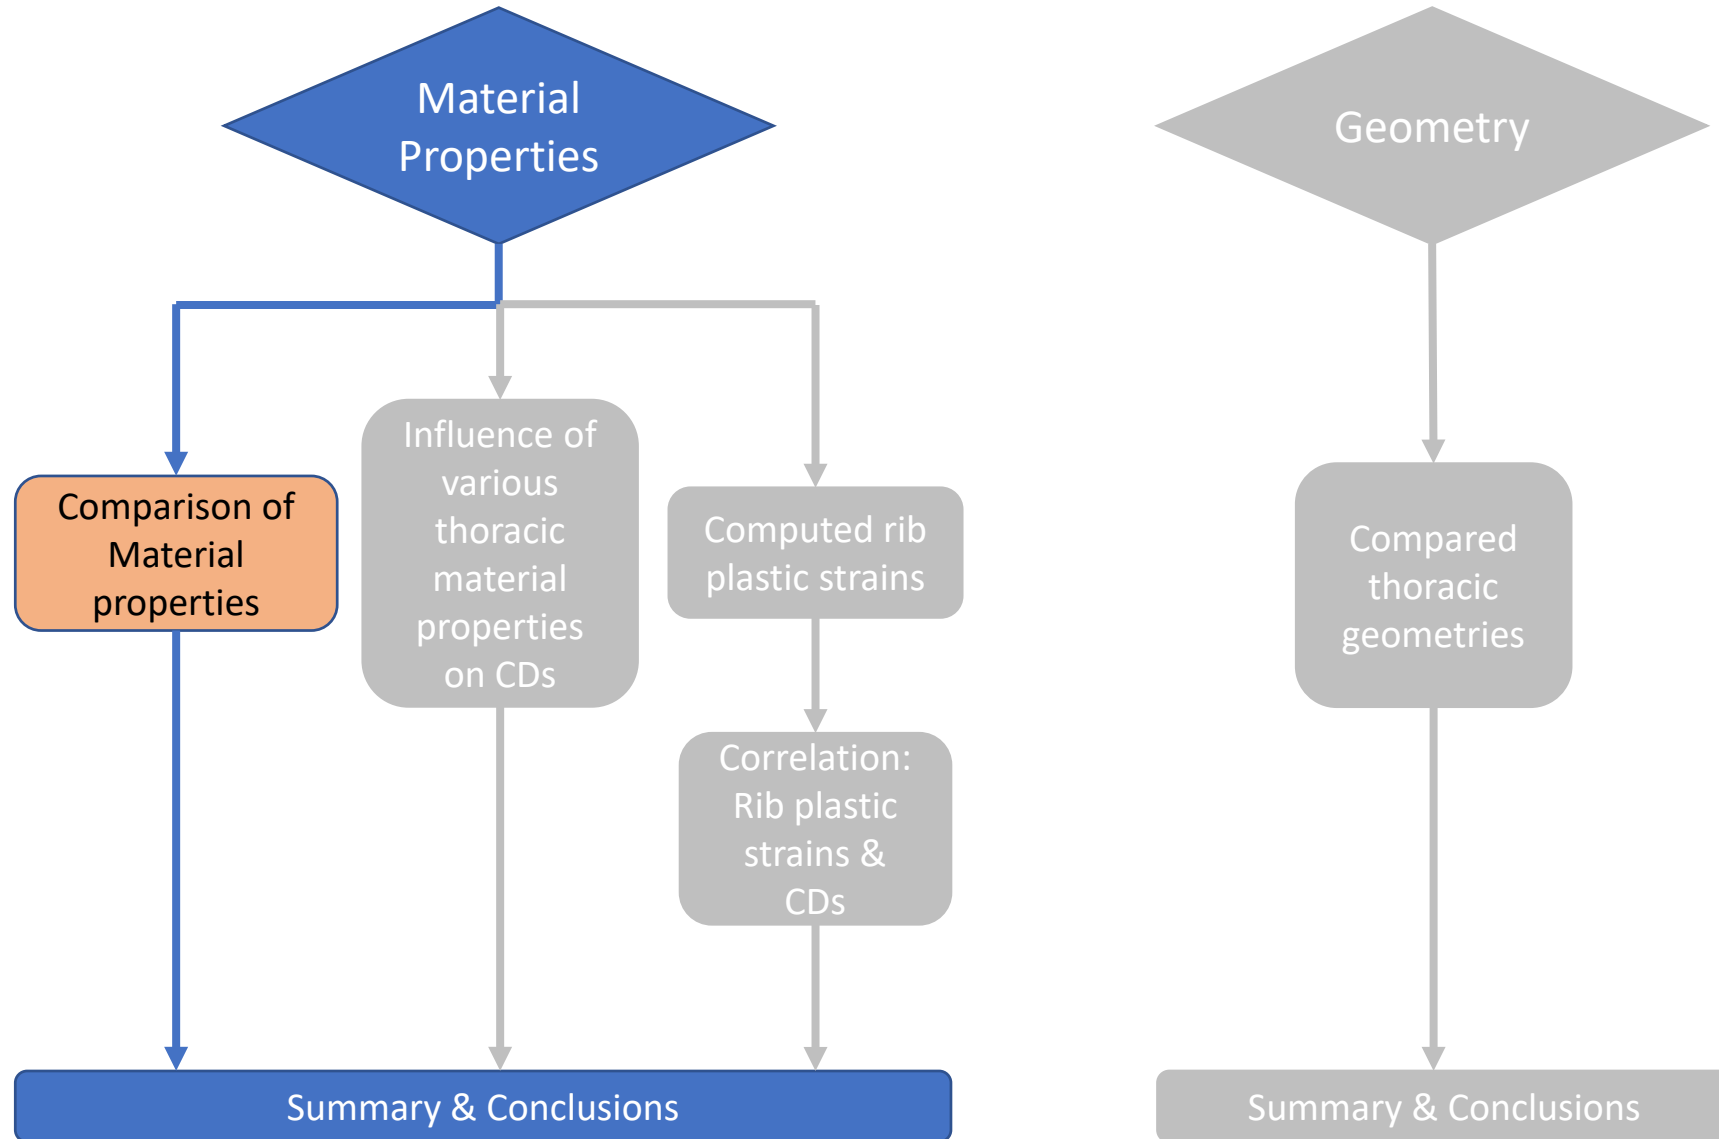 Material
Properties
Geometry
Comparison of
Material
properties
Influence of
various
thoracic
material
properties
on CDs
Computed rib
plastic strains
Correlation:
Rib plastic
strains &
CDs
Compared
thoracic
geometries
Summary & Conclusions
Summary & Conclusions